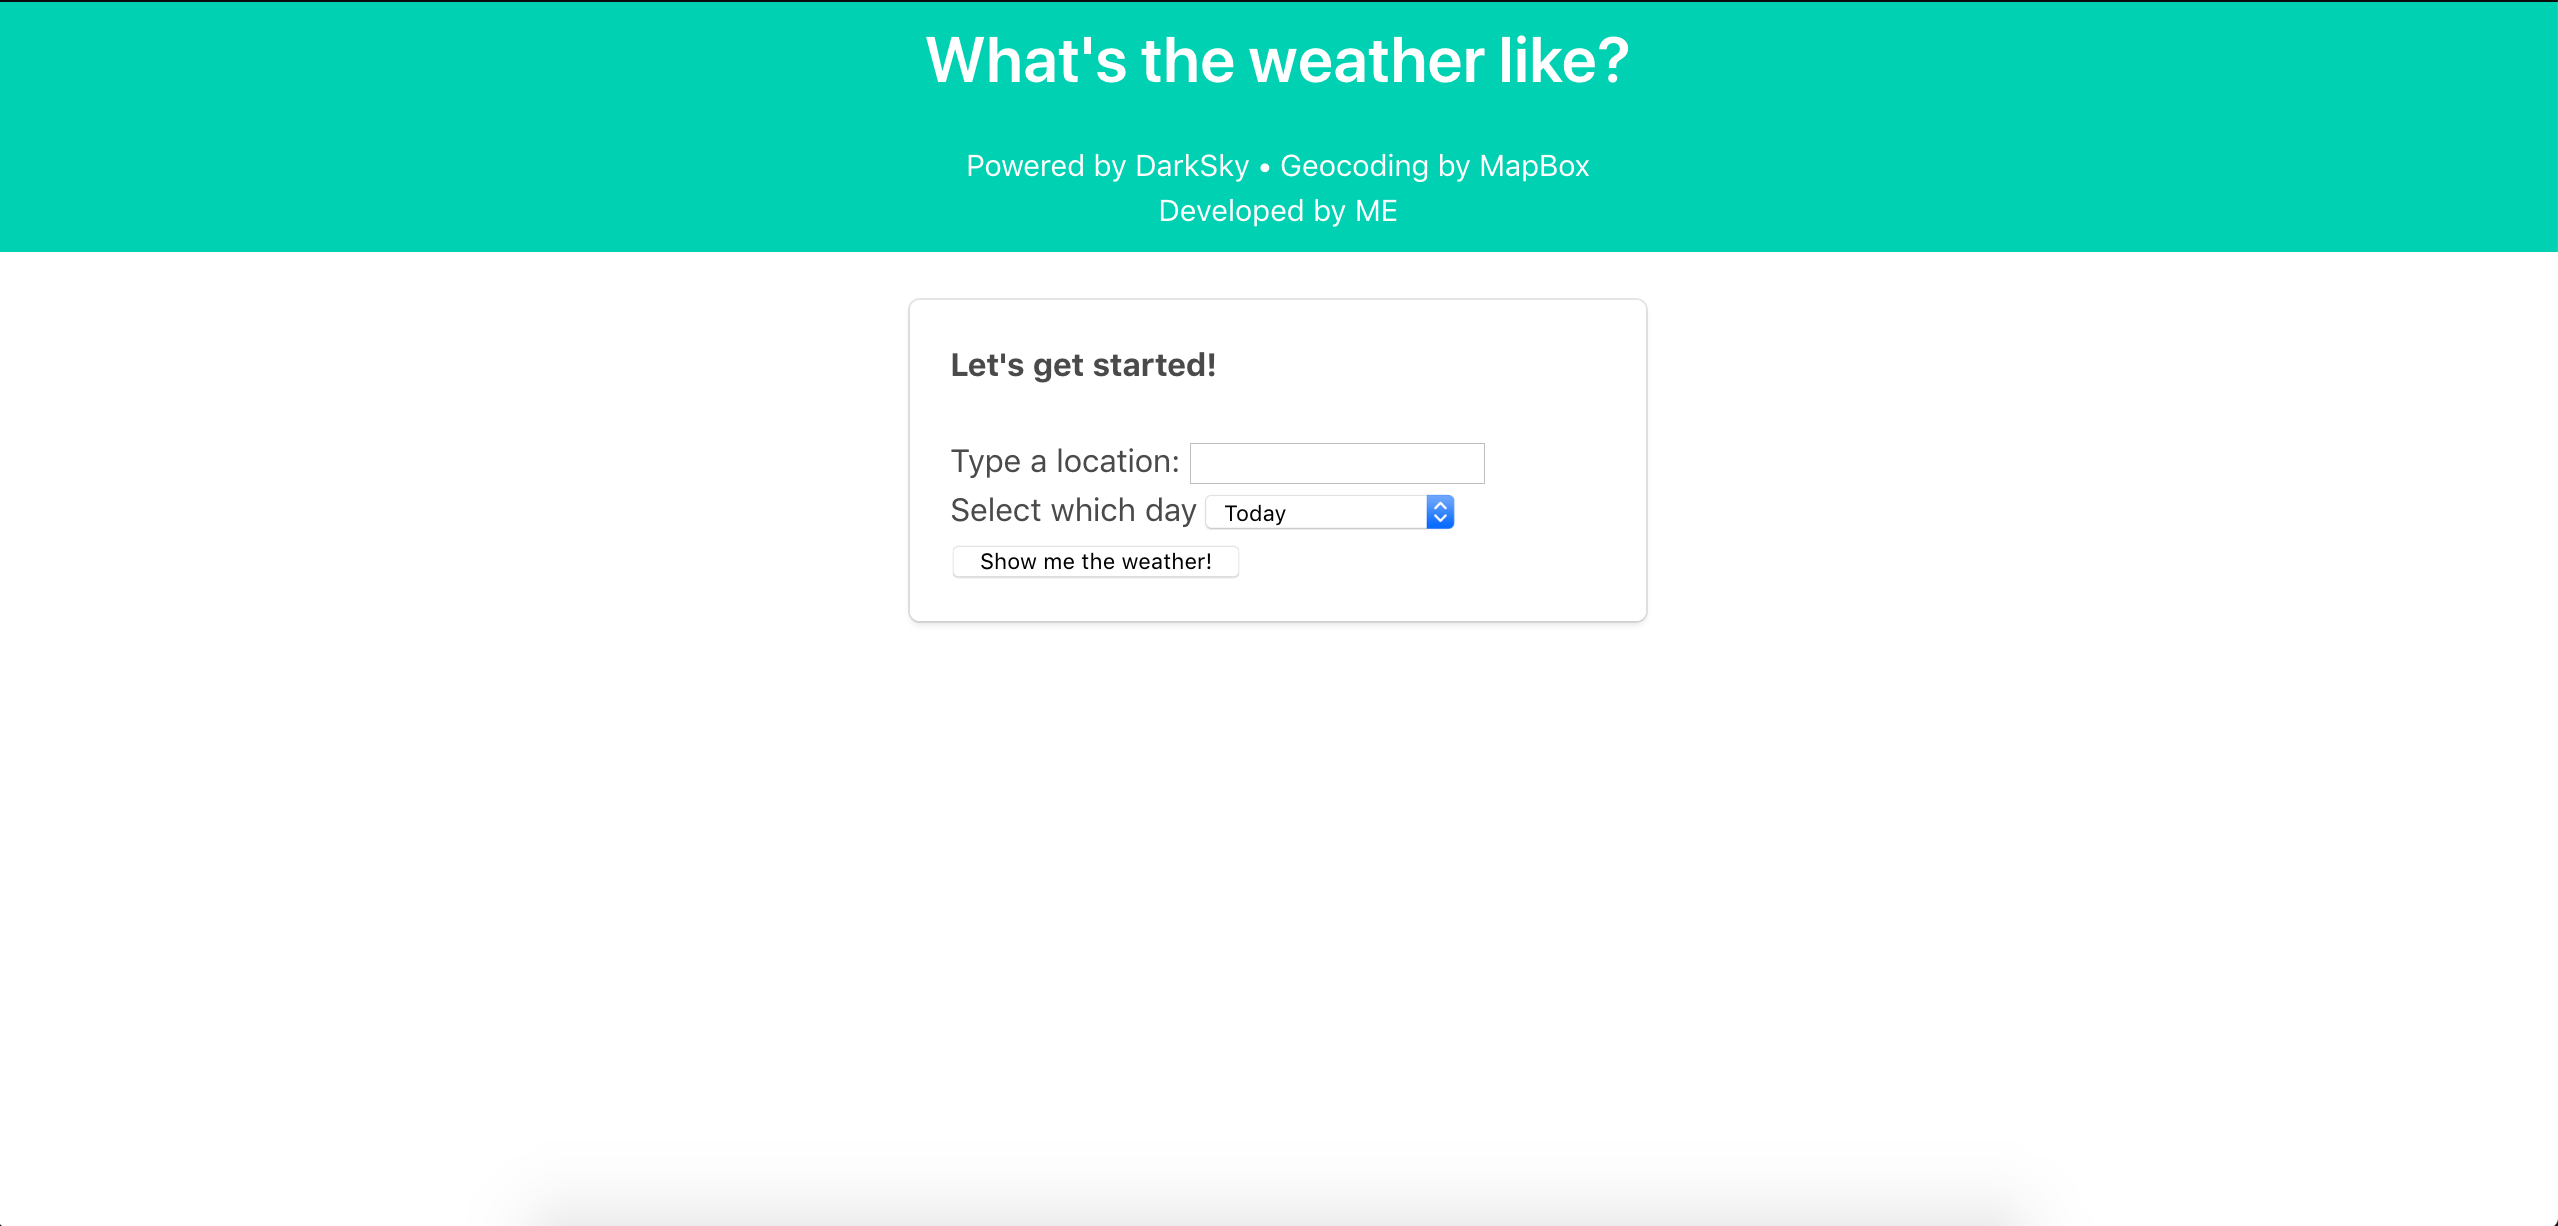 What's the weather like?
Powered by DarkSky • Geocoding by MapBox
Developed by ME
Let's get started!
Type a location:
Select which day Today
Show me the weather!